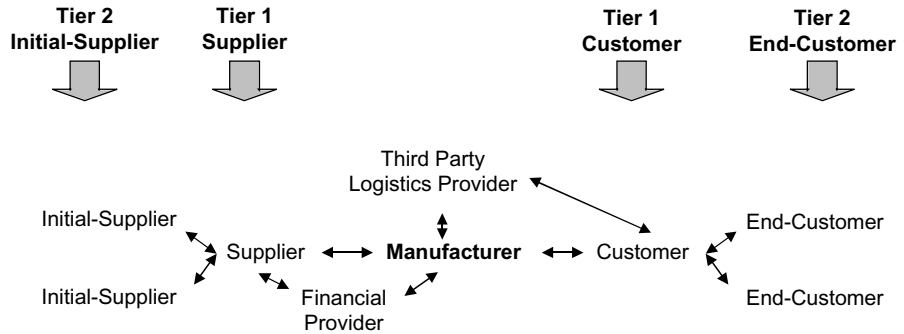 Tier 2
Initial-Supplier
Tier 1
Supplier
Tier 1
Customer
Tier 2
End-Customer
Third Party
Logistics Provider
Initial-Supplier
End-Customer
Supplier
Manufacturer
Customer
Initial-Supplier
Financial
Provider
End-Customer